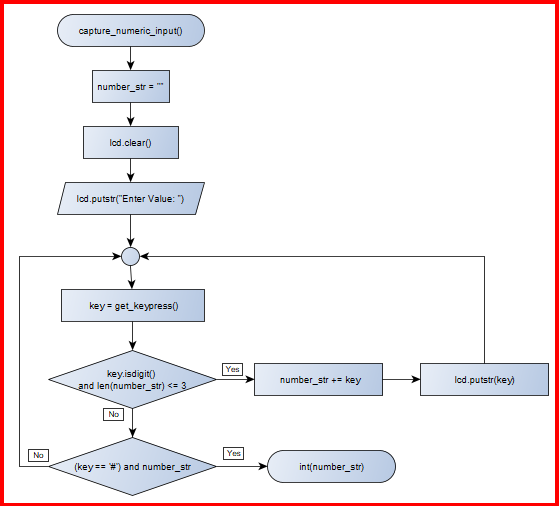 capture_numeric_input()
number_str = ""
lcd.clear()
lcd.putstr("Enter Value: ")
key = get_keypress()
key.isdigit()
and len(number_str) <= 3
Yes
number_str += key
lcd.putstr(key)
No
(key == '#') and number_str
No
Yes
int(number_str)